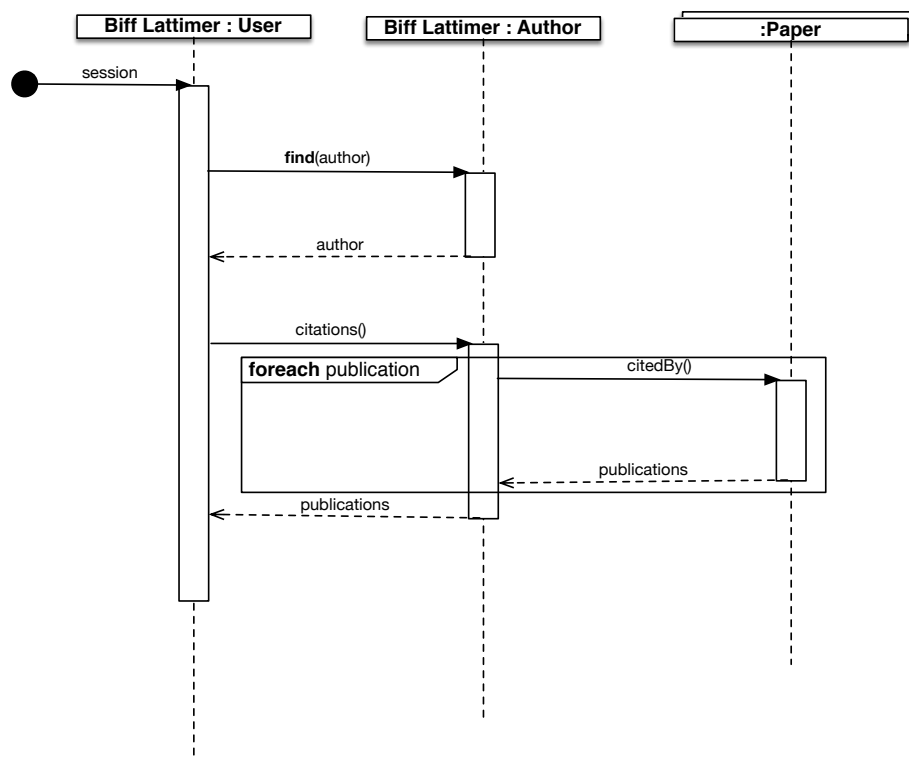 Biff Lattimer : User
Biff Lattimer : Author
:Paper
session
find(author)
author
citations()
foreach publication
citedBy()
publications
publications